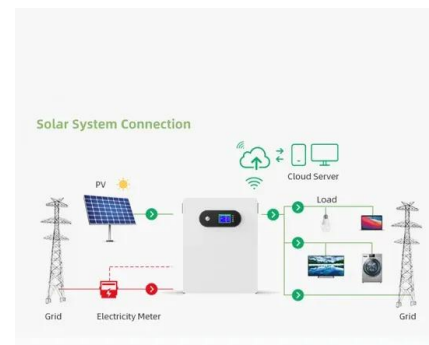 Solar System Connection
Cloud Server
PV
Load
Grid
Electricity Meter
Grid